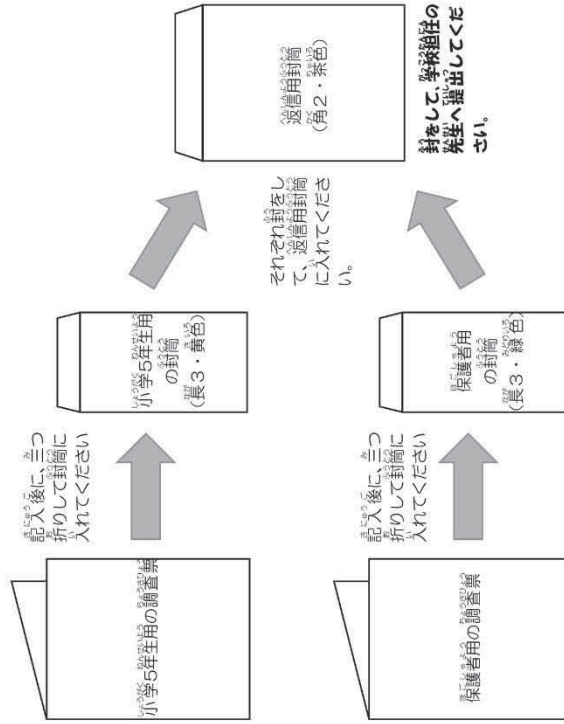 小学5年生用の調査票
記入後に、三つ
折りして封筒に
入れてください
小学5年生用
の封筒
(長3・黄色)
保護者用の調査票
記入後に、三つ
折りして封筒に
入れてください
保護者用
の封筒
(長3・緑色)
それぞれ封をし
て、返信用封筒
に入れてくださ
い。
返信用封筒
(角2・茶色)
封をして、学校担任の
先生へ提出してくだ
さい。